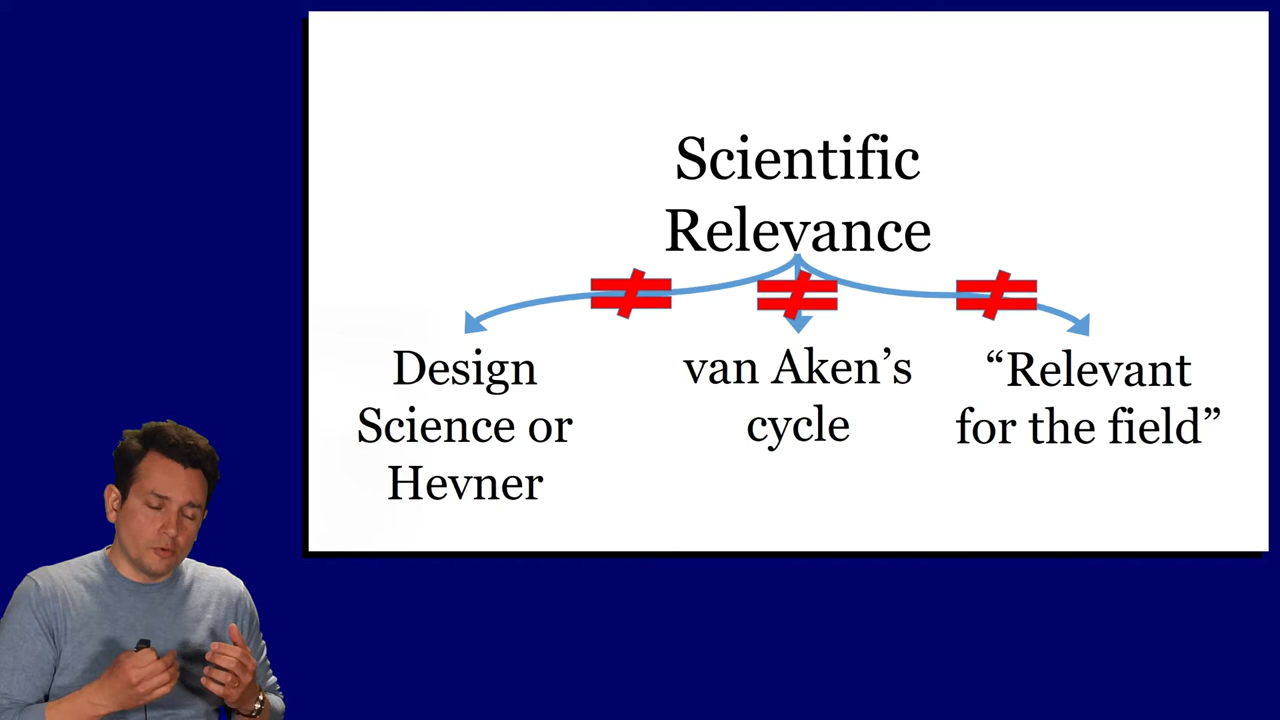 Scientific
Relevance
Design
Science or
Hevner
van Aken’s
cycle
“Relevant
for the field”